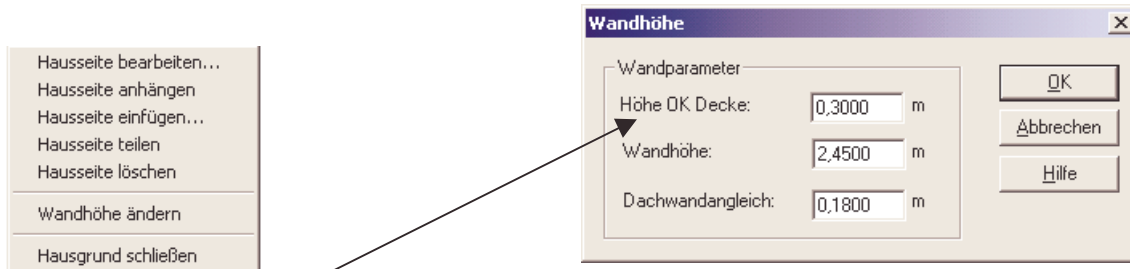 Hausseite bearbeiten...
Hausseite anhängen
Hausseite einfügen...
Hausseite teilen
Hausseite löschen
Wandhöhe ändern
Hausgrund schließen
Wandhöhe
Wandparameter
Höhe OK Decke: 0,3000 m
Wandhöhe: 2,4500 m
Dachwandangleich: 0,1800 m
OK
Abbrechen
Hilfe